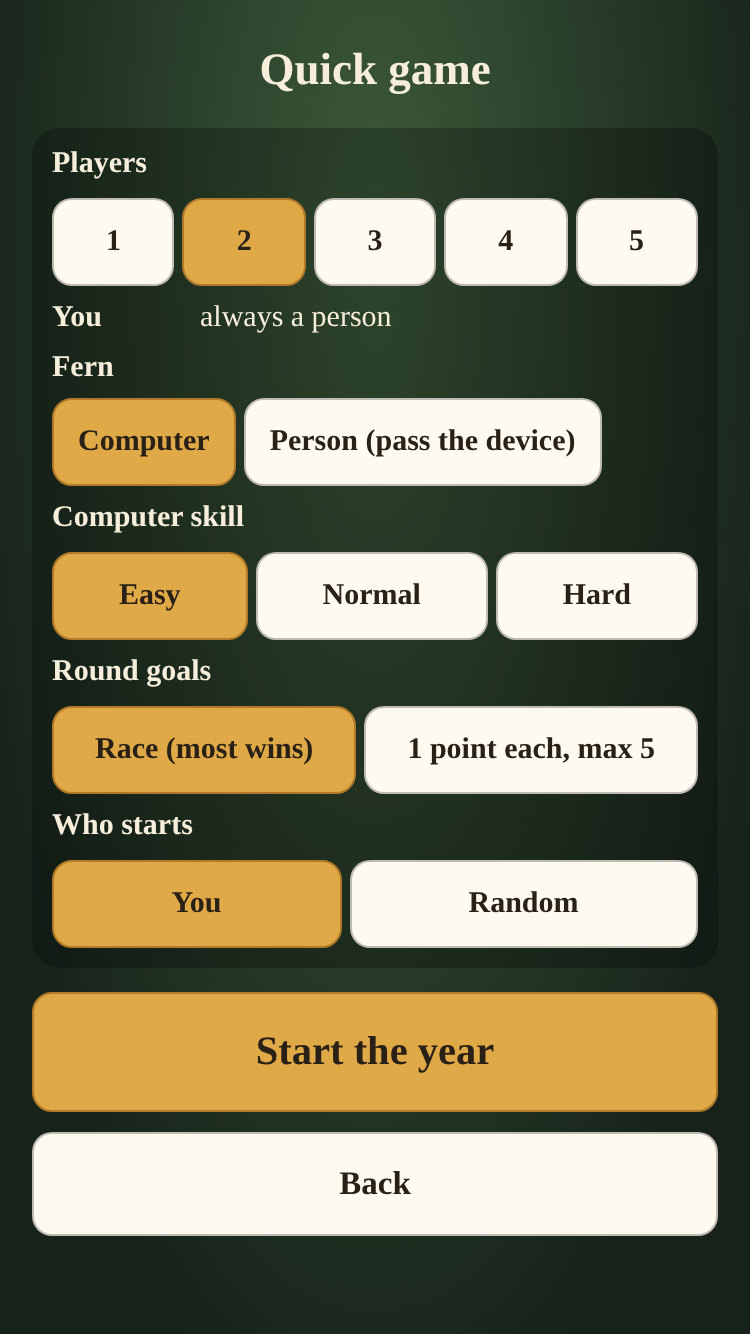 Quick game
Players
1 2 3 4 5
You always a person
Fern
Computer Person (pass the device)
Computer skill
Easy Normal Hard
Round goals
Race (most wins) 1 point each, max 5
Who starts
You Random
Start the year
Back